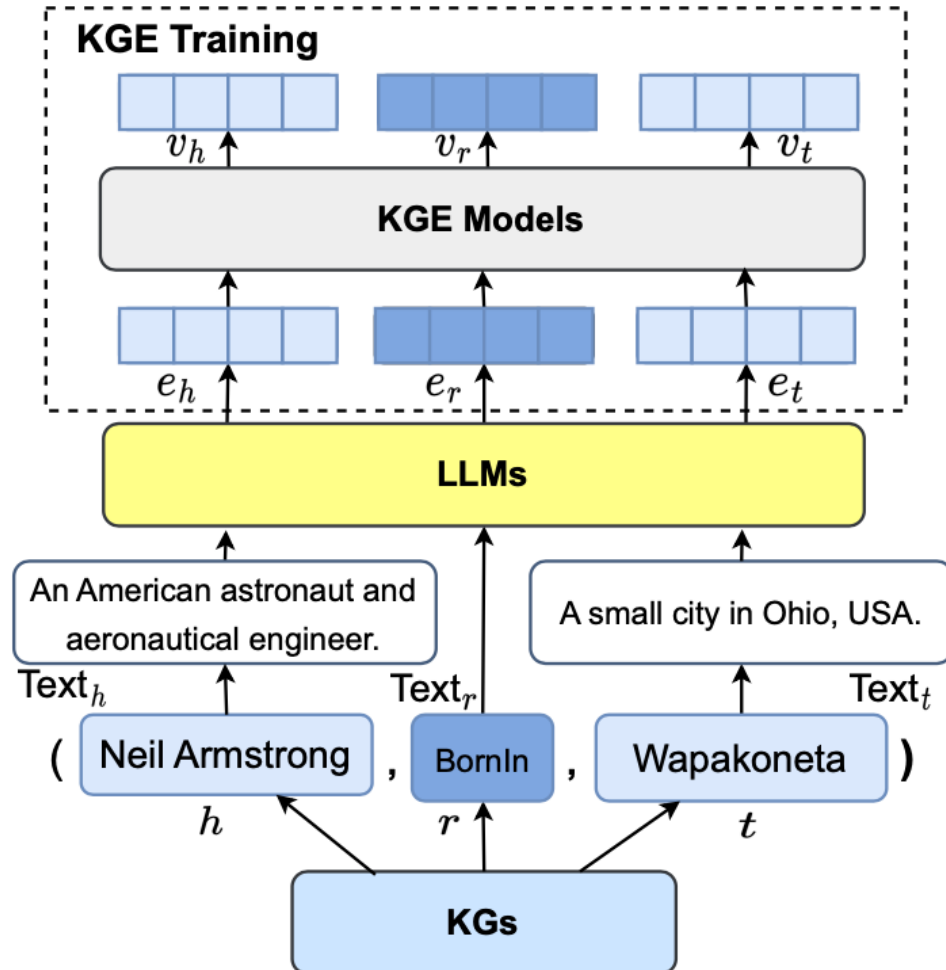 KGE Training
v_h v_r v_t
KGE Models
e_h e_r e_t
LLMs
An American astronaut and
aeronautical engineer.
A small city in Ohio, USA.
Text_h Text_r Text_t
( Neil Armstrong , BornIn , Wapakoneta )
h r t
KGs